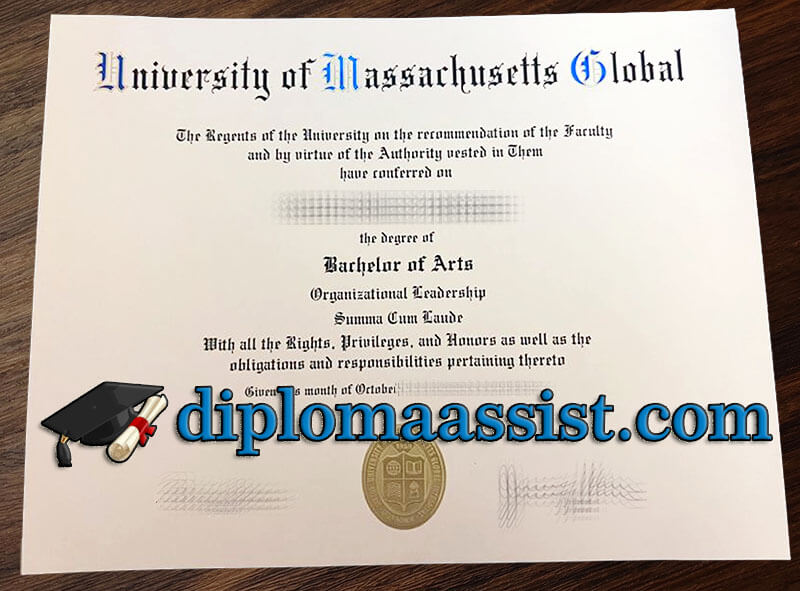 University of Massachusetts Global
The Regents of the University on the recommendation of the Faculty
and by virtue of the Authority vested in Them
have conferred on
the degree of
Bachelor of Arts
Organizational Leadership
Summa Cum Laude
With all the Rights, Privileges, and Honors as well as the
obligations and responsibilities pertaining thereto
Given month of October
diplomaassist.com